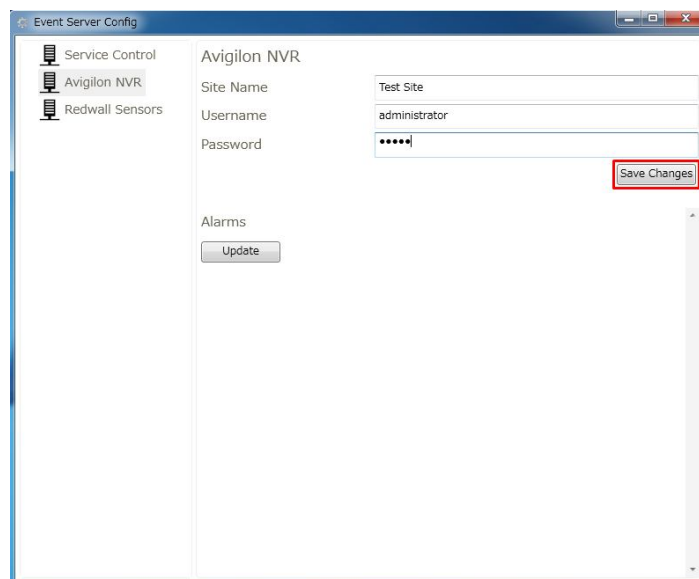 Event Server Config
Service Control
Avigilon NVR
Redwall Sensors
Avigilon NVR
Site Name Test Site
Username administrator
Password •••••
Save Changes
Alarms
Update